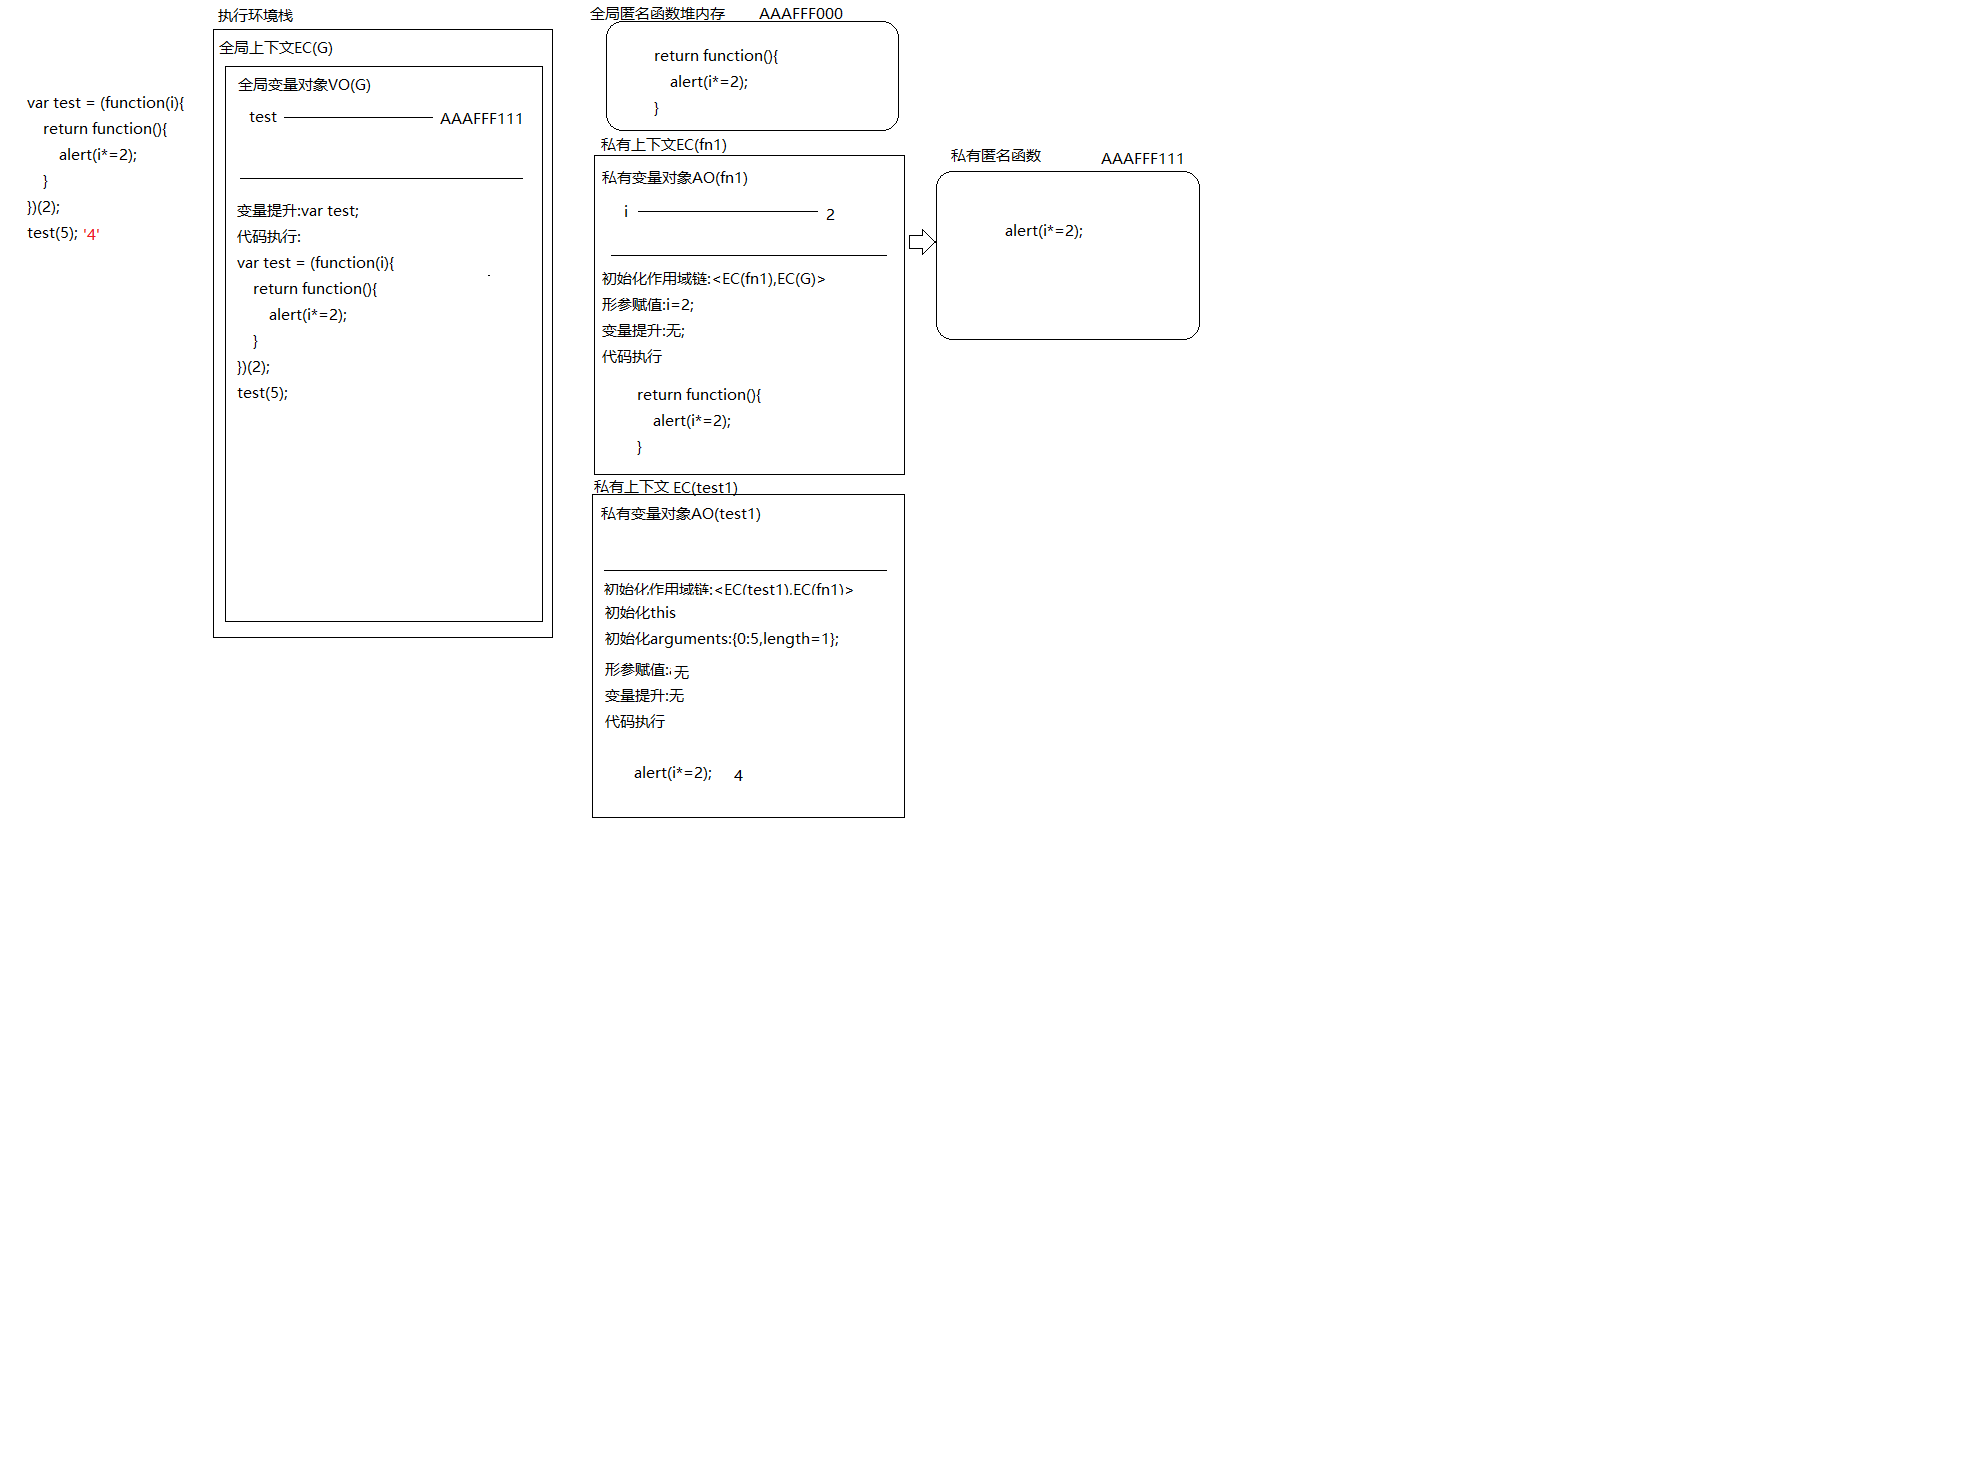 var test = (function(i){
return function(){
alert(i*=2);
}
})(2);
test(5); '4'
执行环境栈
全局上下文EC(G)
全局变量对象VO(G)
test AAAFFF111
变量提升:var test;
代码执行:
var test = (function(i){
return function(){
alert(i*=2);
}
})(2);
test(5);
全局匿名函数堆内存 AAAFFF000
return function(){
alert(i*=2);
}
私有上下文EC(fn1)
私有变量对象AO(fn1)
i 2
初始化作用域链:<EC(fn1),EC(G)>
形参赋值:i=2;
变量提升:无;
代码执行
return function(){
alert(i*=2);
}
私有匿名函数 AAAFFF111
alert(i*=2);
私有上下文 EC(test1)
私有变量对象AO(test1)
初始化作用域链:<EC(test1),EC(fn1)>
初始化this
初始化arguments:{0:5,length=1};
形参赋值:无
变量提升:无
代码执行
alert(i*=2); 4